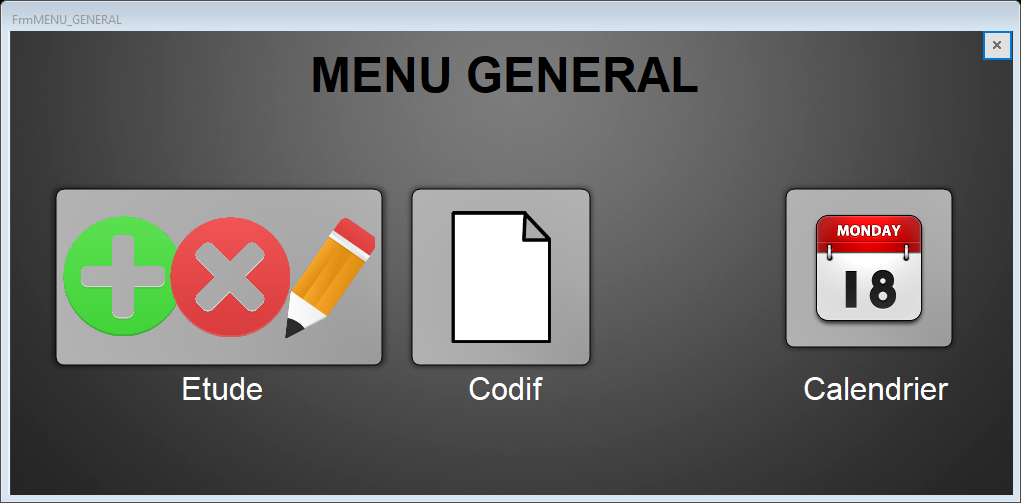 FrmMENU_GENERAL
MENU GENERAL
MONDAY
18
Etude
Codif
Calendrier